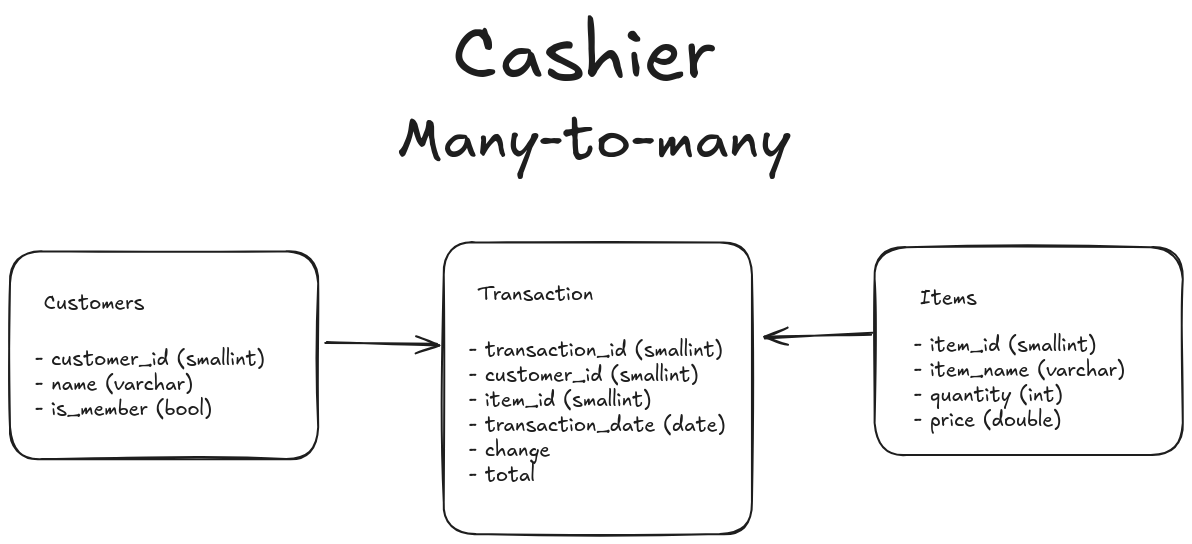 Cashier
Many-to-many
Customers
- customer_id (smallint)
- name (varchar)
- is_member (bool)
Transaction
- transaction_id (smallint)
- customer_id (smallint)
- item_id (smallint)
- transaction_date (date)
- change
- total
Items
- item_id (smallint)
- item_name (varchar)
- quantity (int)
- price (double)